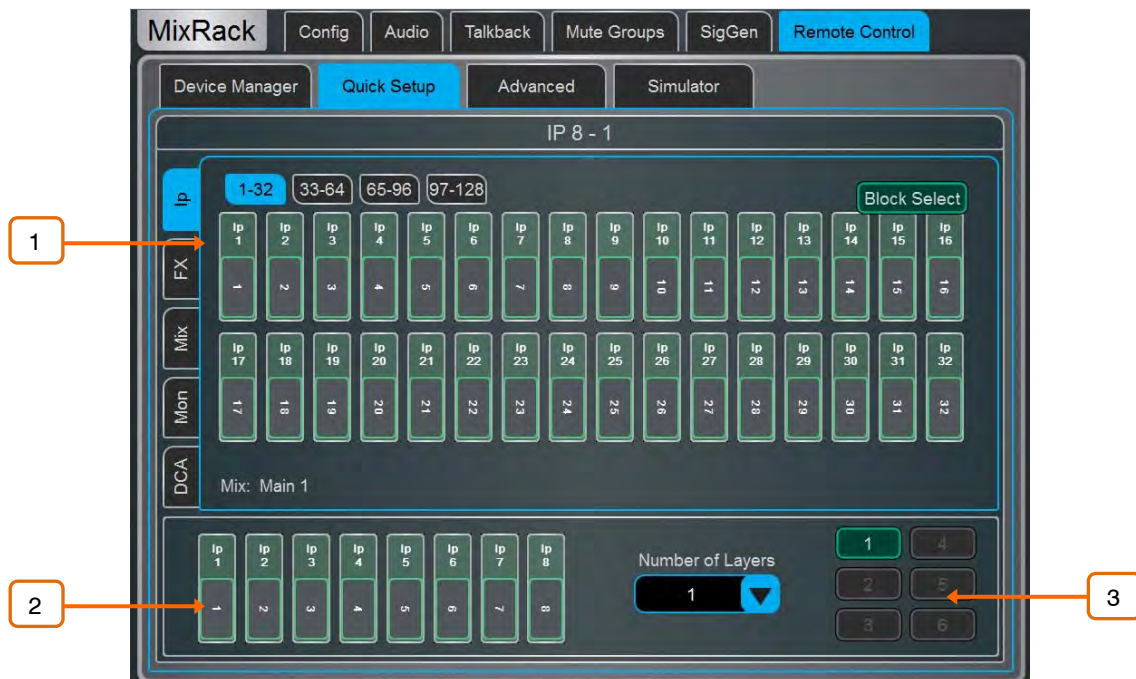 MixRack Config Audio Talkback Mute Groups SigGen Remote Control
Device Manager Quick Setup Advanced Simulator
IP 8 - 1
Ip
FX
Mix
Mon
DCA
1-32 33-64 65-96 97-128
Block Select
Ip 1 Ip 2 Ip 3 Ip 4 Ip 5 Ip 6 Ip 7 Ip 8 Ip 9 Ip 10 Ip 11 Ip 12 Ip 13 Ip 14 Ip 15 Ip 16
1 2 3 4 5 6 7 8 9 10 11 12 13 14 15 16
Ip 17 Ip 18 Ip 19 Ip 20 Ip 21 Ip 22 Ip 23 Ip 24 Ip 25 Ip 26 Ip 27 Ip 28 Ip 29 Ip 30 Ip 31 Ip 32
17 18 19 20 21 22 23 24 25 26 27 28 29 30 31 32
Mix: Main 1
Ip 1 Ip 2 Ip 3 Ip 4 Ip 5 Ip 6 Ip 7 Ip 8
1 2 3 4 5 6 7 8
Number of Layers
1
1 4
2 5
3 6
1
2
3